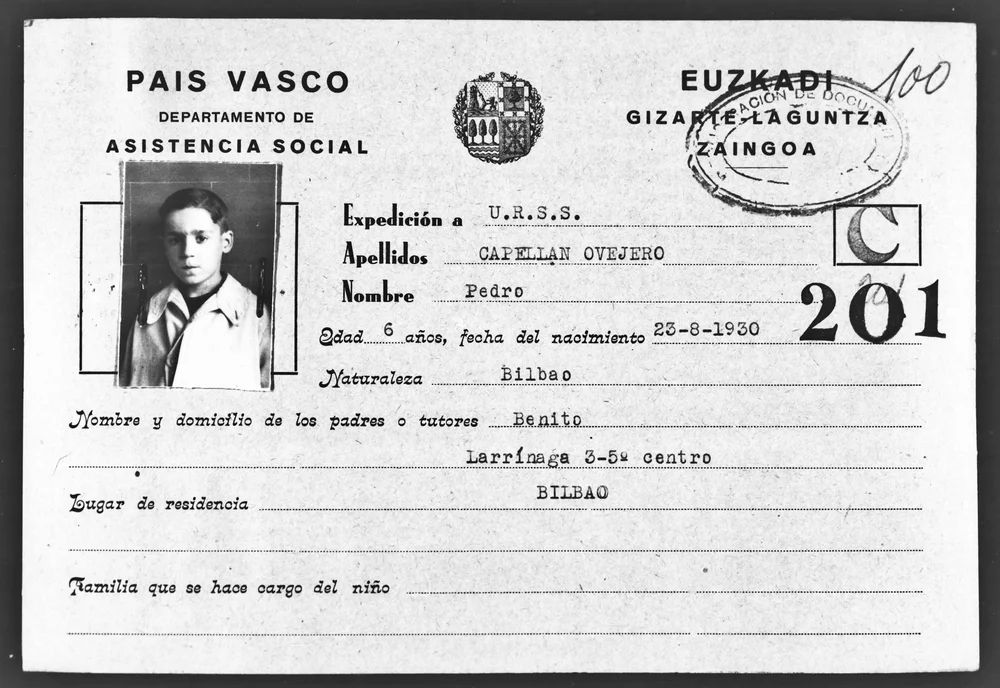 PAIS VASCO
DEPARTAMENTO DE
ASISTENCIA SOCIAL
EUZKADI
GIZARTE-LAGUNTZA
ZAINGOA
100
DE DOCU
C
201
Expedición a U.R.S.S.
Apellidos CAPELLAN OVEJERO
Nombre Pedro
Edad 6 años, fecha del nacimiento 23-8-1930
Naturaleza Bilbao
Nombre y domicilio de los padres o tutores Benito
Larrínaga 3-5º centro
Lugar de residencia BILBAO
Familia que se hace cargo del niño